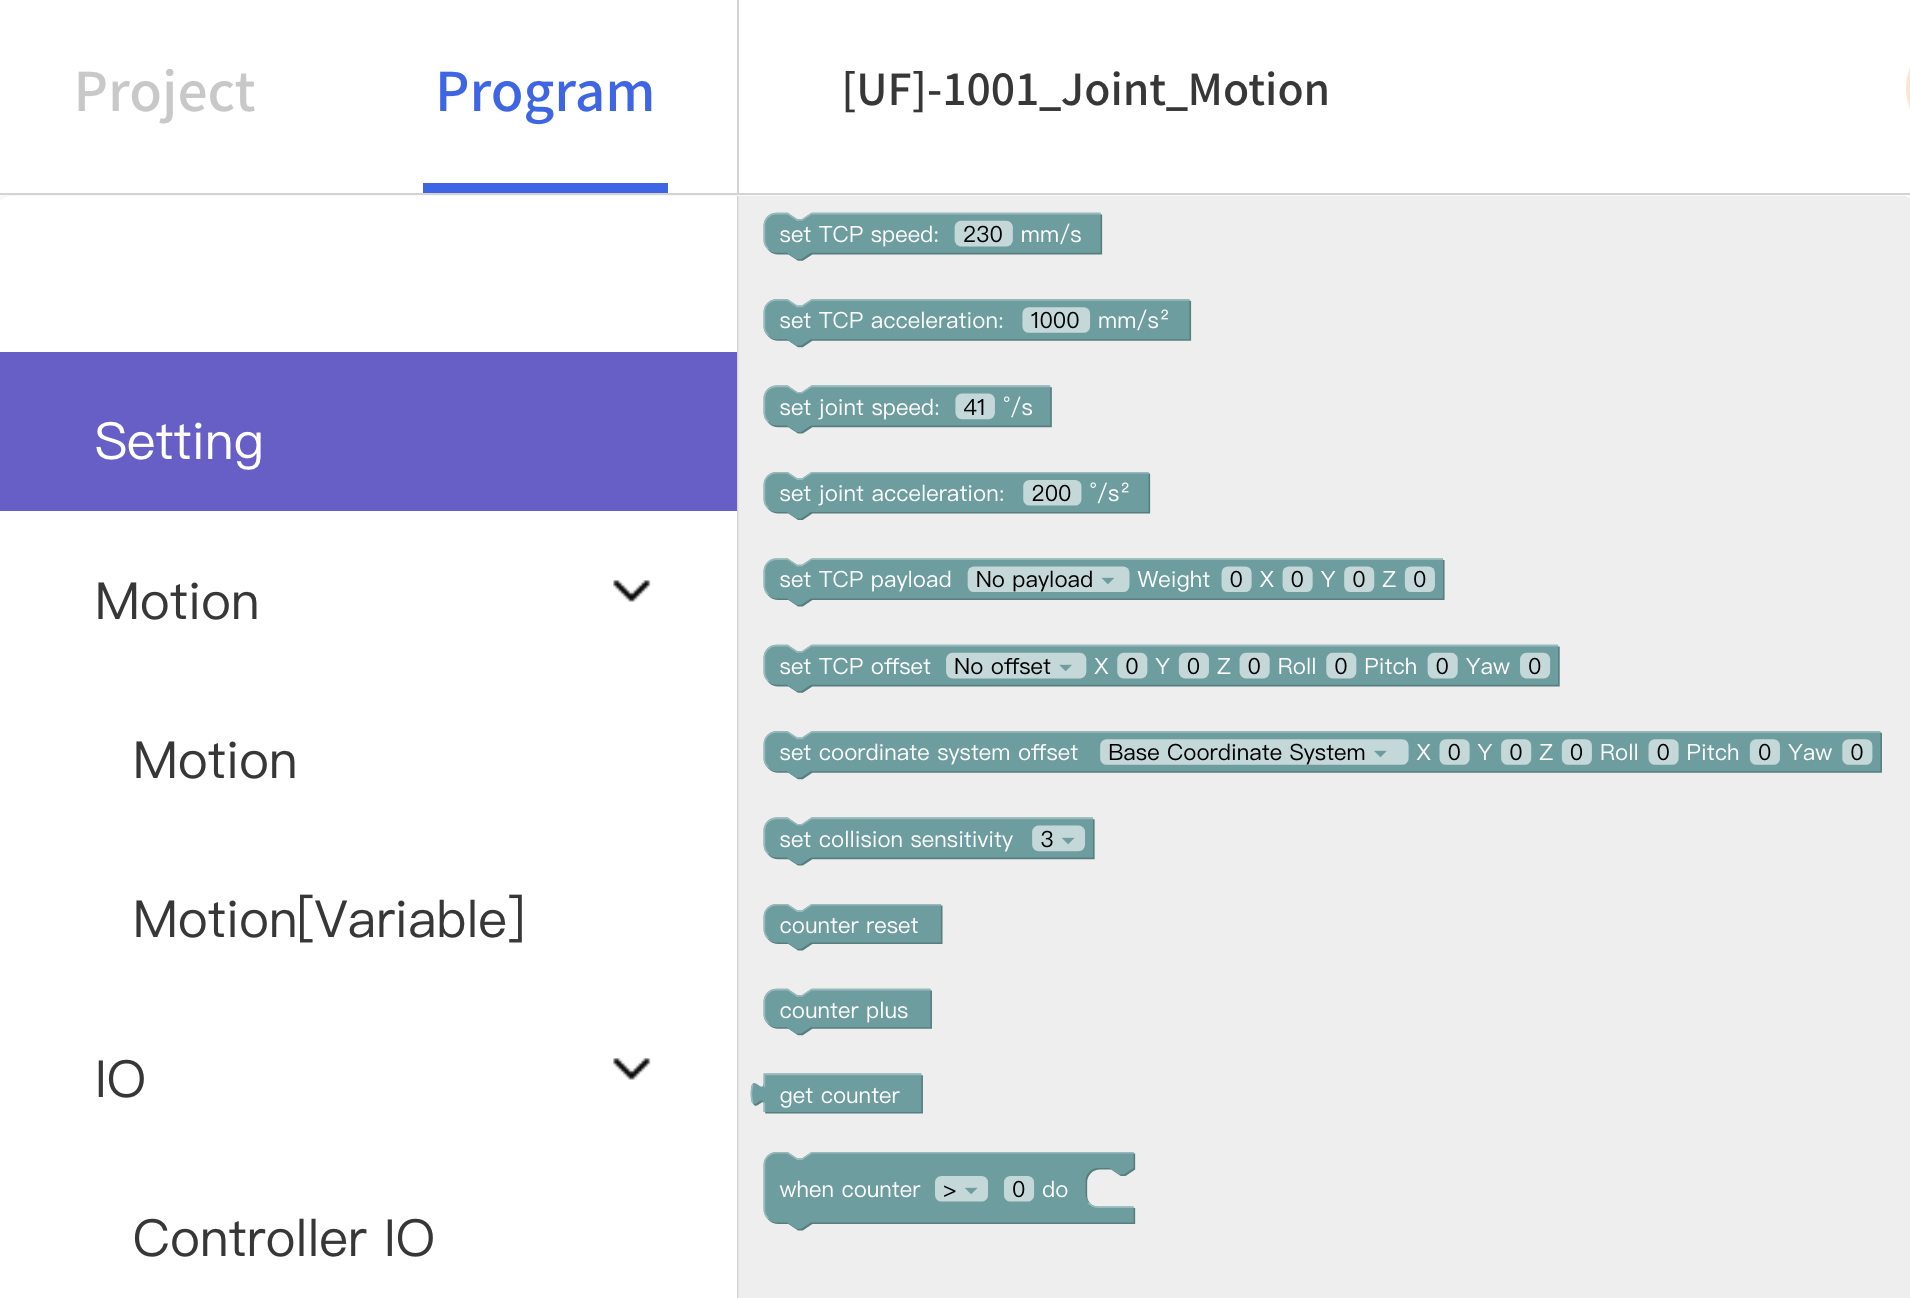 Project
Program
[UF]-1001_Joint_Motion
Setting
Motion
Motion
Motion[Variable]
IO
Controller IO
set TCP speed: 230 mm/s
set TCP acceleration: 1000 mm/s²
set joint speed: 41 °/s
set joint acceleration: 200 °/s²
set TCP payload No payload Weight 0 X 0 Y 0 Z 0
set TCP offset No offset X 0 Y 0 Z 0 Roll 0 Pitch 0 Yaw 0
set coordinate system offset Base Coordinate System X 0 Y 0 Z 0 Roll 0 Pitch 0 Yaw 0
set collision sensitivity 3
counter reset
counter plus
get counter
when counter > 0 do